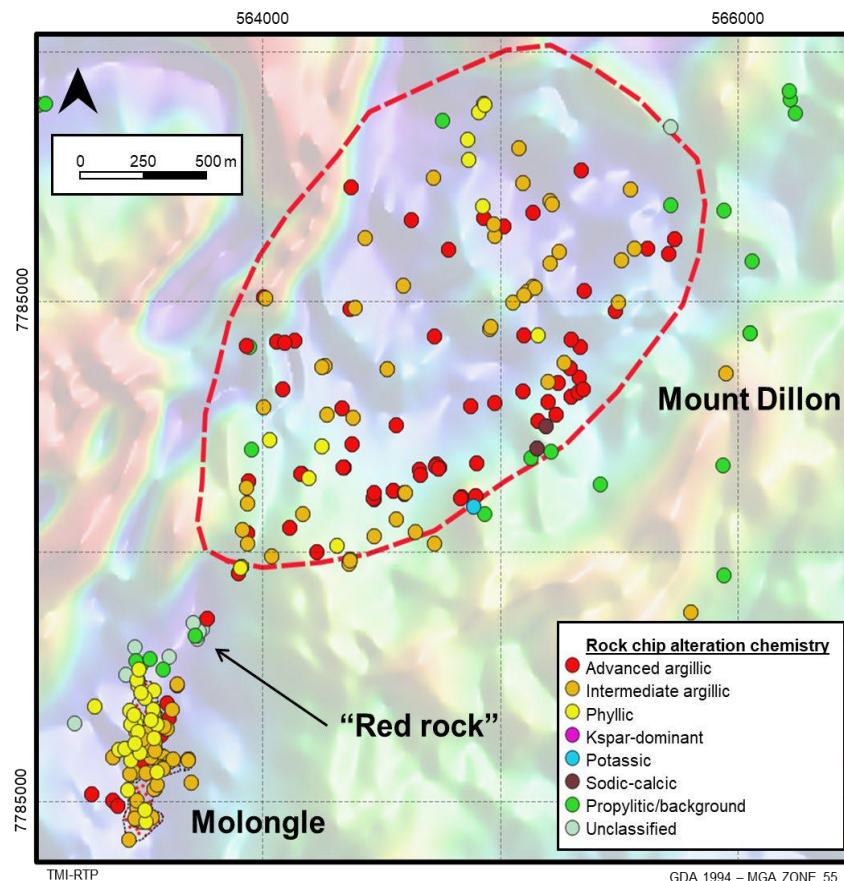 564000 566000
0 250 500 m
7785000
Mount Dillon
"Red rock"
Molongle
7785000
Rock chip alteration chemistry
Advanced argillic
Intermediate argillic
Phyllic
Kspar-dominant
Potassic
Sodic-calcic
Propylitic/background
Unclassified
TMI-RTP GDA 1994 – MGA ZONE 55